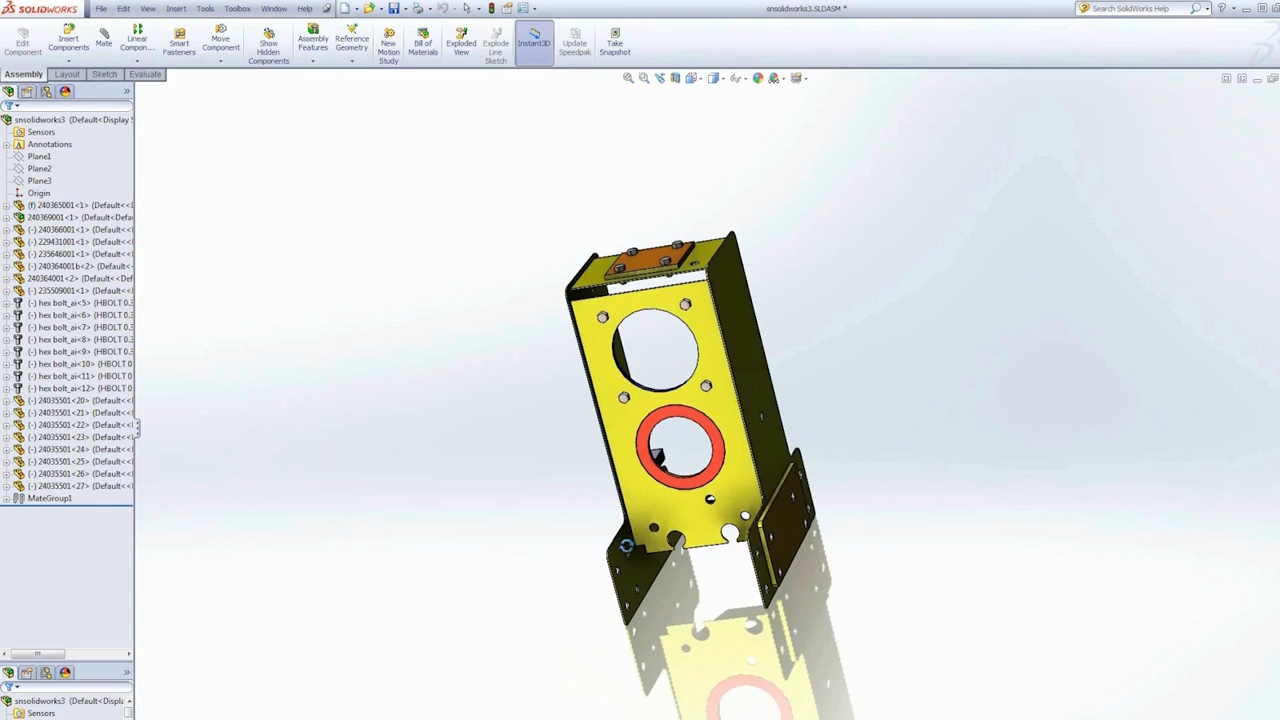 SOLIDWORKS File Edit View Insert Tools Toolbox Window Help snsolidworks3.SLDASM * Search SolidWorks Help
Edit Component
Insert Components
Mate
Linear Compon...
Smart Fasteners
Move Component
Show Hidden Components
Assembly Features
Reference Geometry
New Motion Study
Bill of Materials
Exploded View
Explode Line Sketch
Instant3D
Update Speedpak
Take Snapshot
Assembly Layout Sketch Evaluate
snsolidworks3 (Default<Display S
Sensors
Annotations
Plane1
Plane2
Plane3
Origin
(f) 240365001<1> (Default<<D
240369001<1> (Default<Defau
(-) 240366001<1> (Default<<D
(-) 229431001<1> (Default<<D
(-) 235646001<1> (Default<<D
(-) 240364001b<2> (Default<<D
240364001<2> (Default<<Def
(-) 235509001<1> (Default<<D
(-) hex bolt_ai<5> (HBOLT 0.3
(-) hex bolt_ai<6> (HBOLT 0.3
(-) hex bolt_ai<7> (HBOLT 0.3
(-) hex bolt_ai<8> (HBOLT 0.3
(-) hex bolt_ai<9> (HBOLT 0.3
(-) hex bolt_ai<10> (HBOLT 0
(-) hex bolt_ai<11> (HBOLT 0
(-) hex bolt_ai<12> (HBOLT 0
(-) 24035501<20> (Default<<D
(-) 24035501<21> (Default<<D
(-) 24035501<22> (Default<<D
(-) 24035501<23> (Default<<D
(-) 24035501<24> (Default<<D
(-) 24035501<25> (Default<<D
(-) 24035501<26> (Default<<D
(-) 24035501<27> (Default<<D
MateGroup1
snsolidworks3 (Default<Displa
Sensors